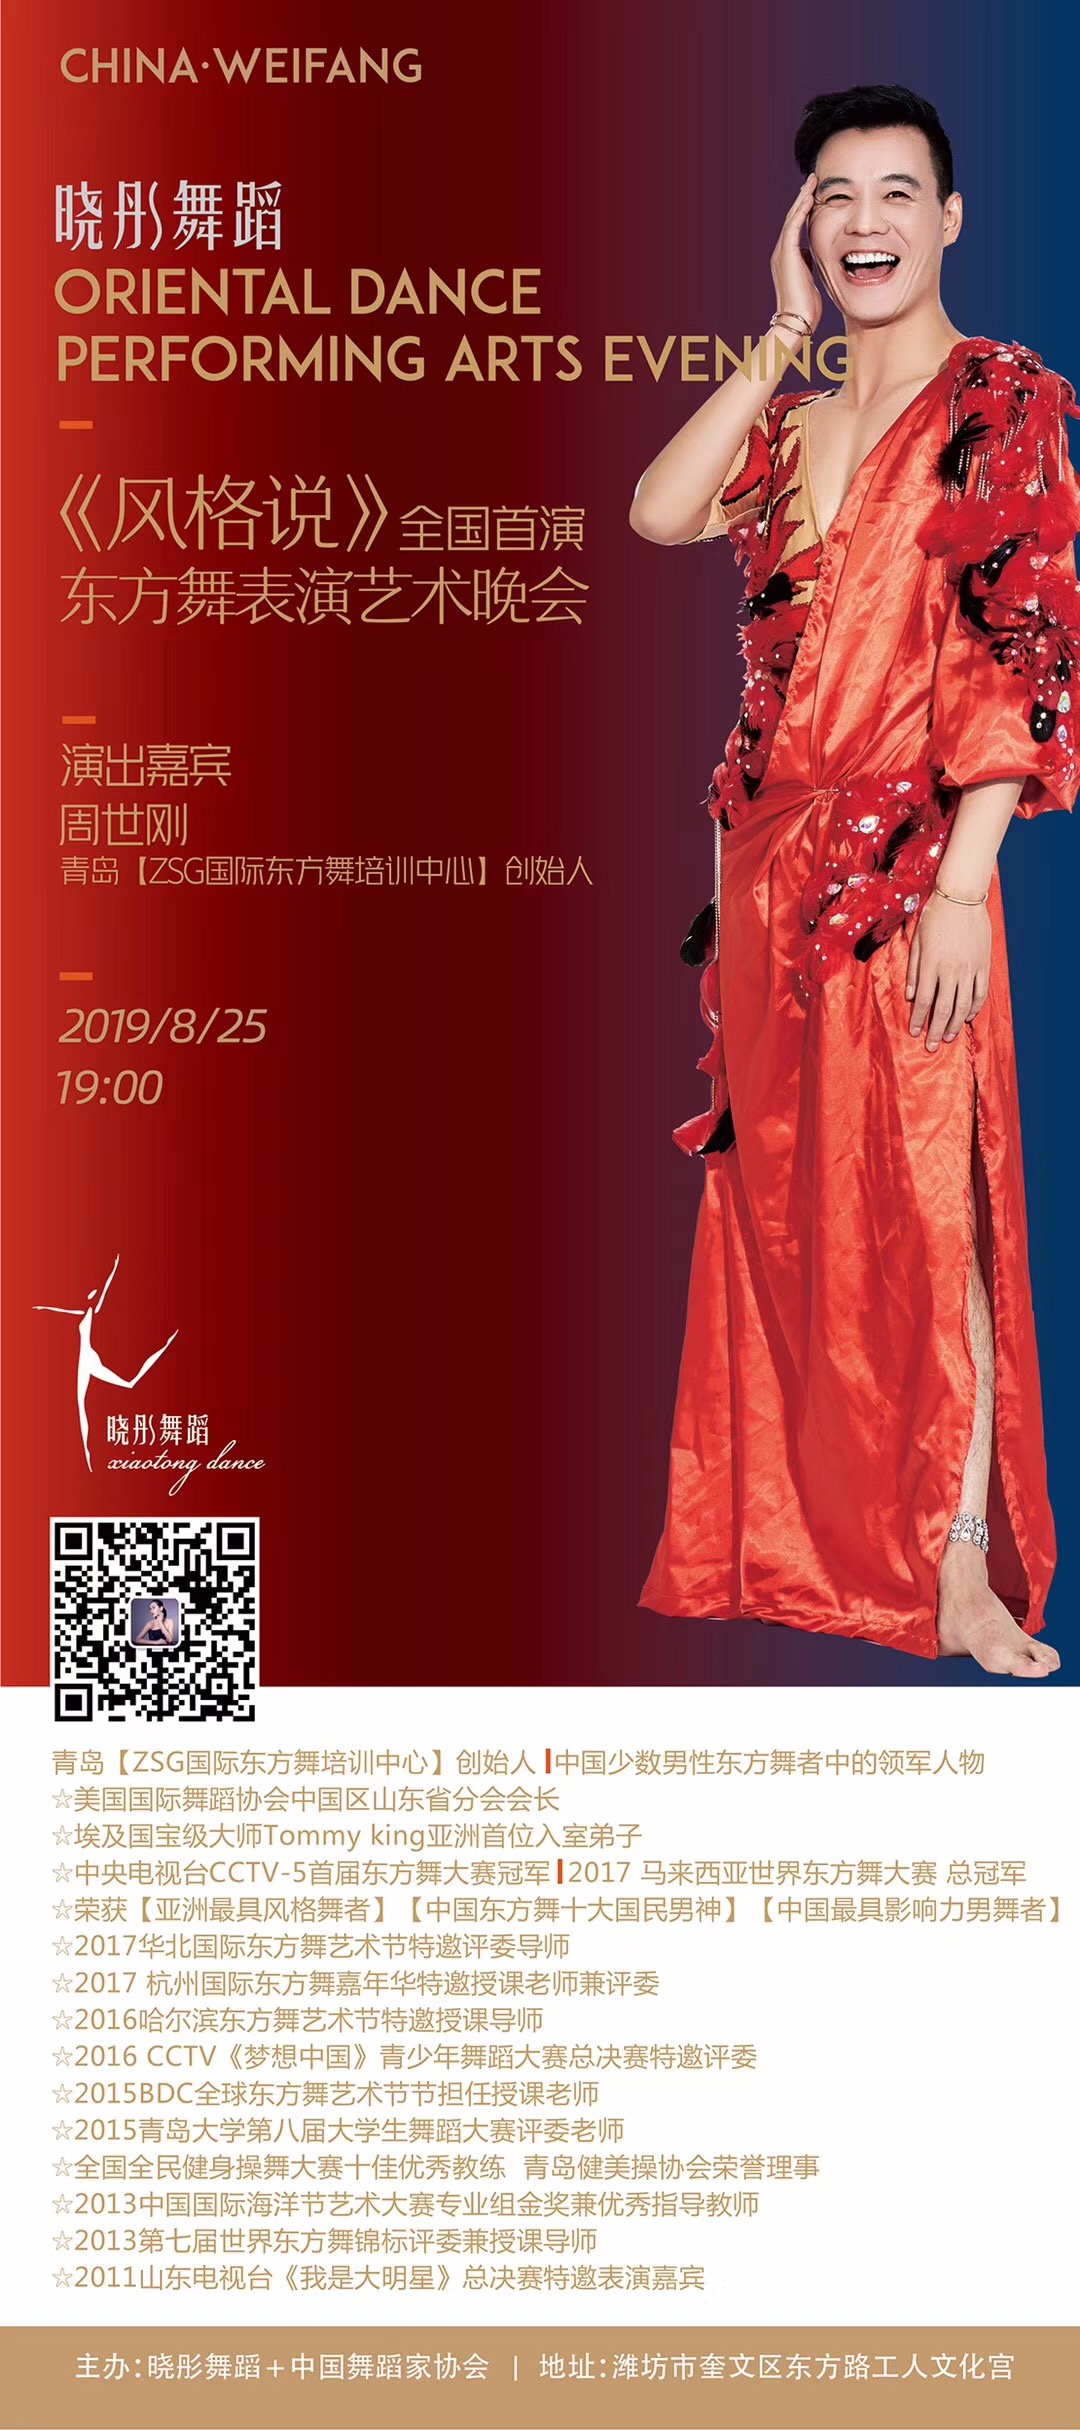 CHINA·WEIFANG
晓彤舞蹈
ORIENTAL DANCE
PERFORMING ARTS EVENING
《风格说》全国首演
东方舞表演艺术晚会
演出嘉宾
周世刚
青岛【ZSG国际东方舞培训中心】创始人
2019/8/25
19:00
晓彤舞蹈
xiaotong dance
青岛【ZSG国际东方舞培训中心】创始人|中国少数男性东方舞者中的领军人物
☆美国国际舞蹈协会中国区山东省分会会长
☆埃及国宝级大师Tommy king亚洲首位入室弟子
☆中央电视台CCTV-5首届东方舞大赛冠军|2017 马来西亚世界东方舞大赛 总冠军
☆荣获【亚洲最具风格舞者】【中国东方舞十大国民男神】【中国最具影响力男舞者】
☆2017华北国际东方舞艺术节特邀评委导师
☆2017 杭州国际东方舞嘉年华特邀授课老师兼评委
☆2016哈尔滨东方舞艺术节特邀授课导师
☆2016 CCTV《梦想中国》青少年舞蹈大赛总决赛特邀评委
☆2015BDC全球东方舞艺术节节担任授课老师
☆2015青岛大学第八届大学生舞蹈大赛评委老师
☆全国全民健身操舞大赛十佳优秀教练 青岛健美操协会荣誉理事
☆2013中国国际海洋节艺术大赛专业组金奖兼优秀指导教师
☆2013第七届世界东方舞锦标评委兼授课导师
☆2011山东电视台《我是大明星》总决赛特邀表演嘉宾
主办:晓彤舞蹈+中国舞蹈家协会 | 地址:潍坊市奎文区东方路工人文化宫